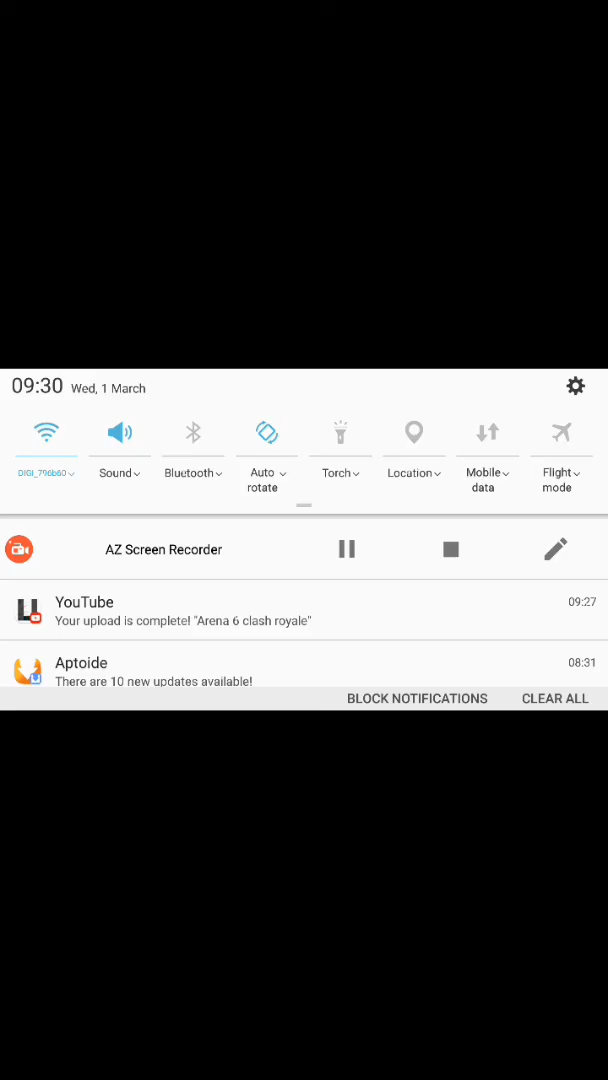 09:30 Wed, 1 March
DIGI_796b60 Sound Bluetooth Auto rotate Torch Location Mobile data Flight mode
AZ Screen Recorder
YouTube 09:27
Your upload is complete! "Arena 6 clash royale"
Aptoide 08:31
There are 10 new updates available!
BLOCK NOTIFICATIONS CLEAR ALL